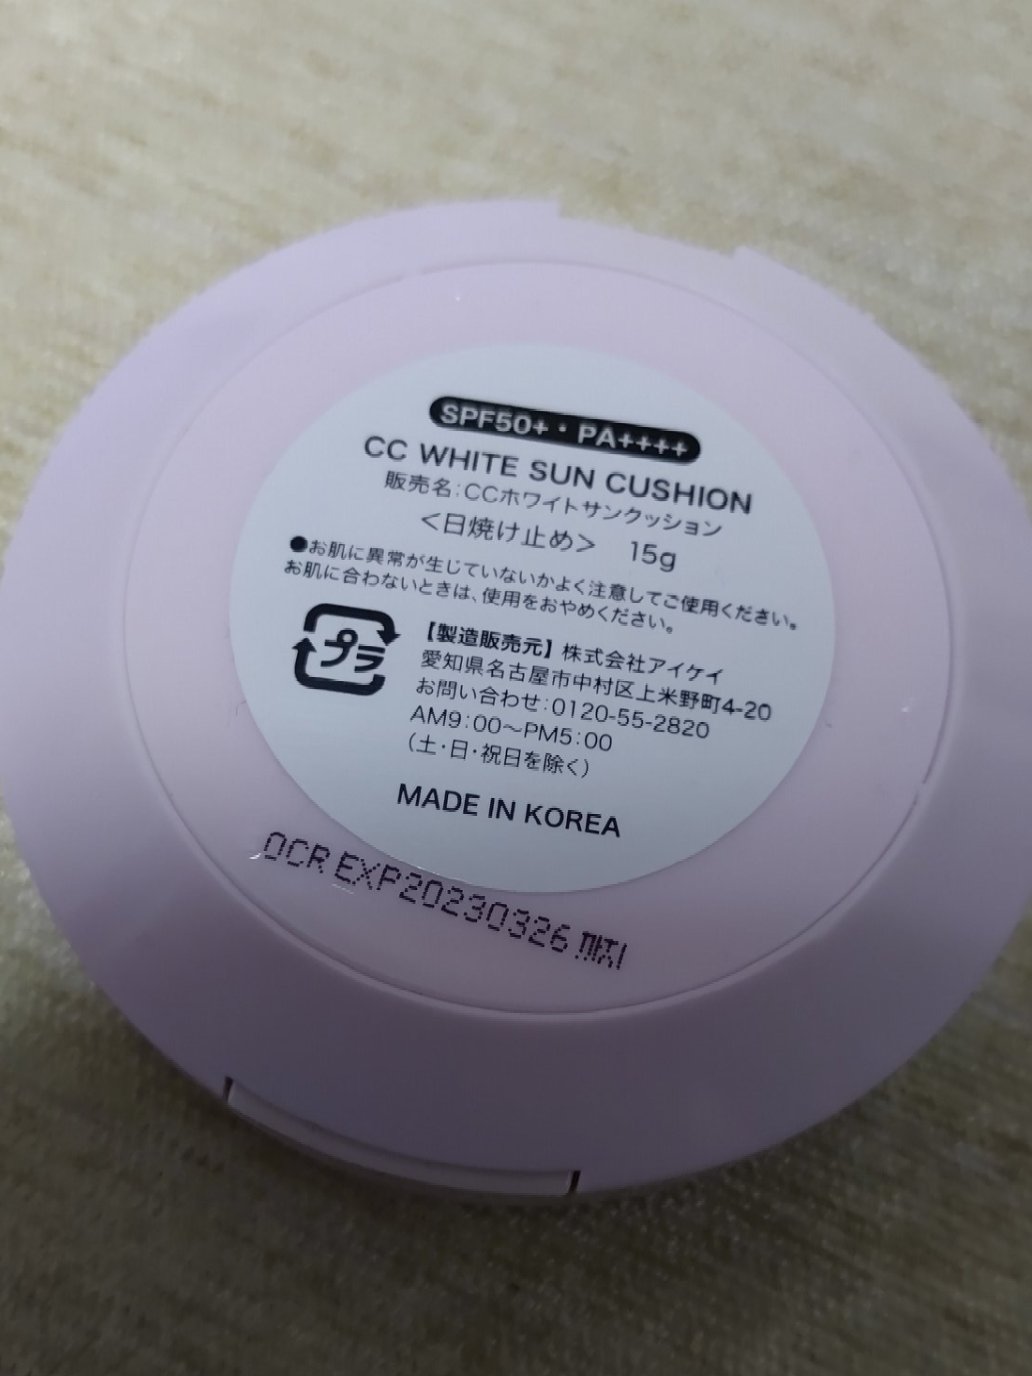 SPF50+・PA++++
CC WHITE SUN CUSHION
販売名:CCホワイトサンクッション
<日焼け止め> 15g
●お肌に異常が生じていないかよく注意してご使用ください。
お肌に合わないときは、使用をおやめください。
プラ
【製造販売元】株式会社アイケイ
愛知県名古屋市中村区上米野町4-20
お問い合わせ:0120-55-2820
AM9:00～PM5:00
(土・日・祝日を除く)
MADE IN KOREA
OCR EXP20230326 까지